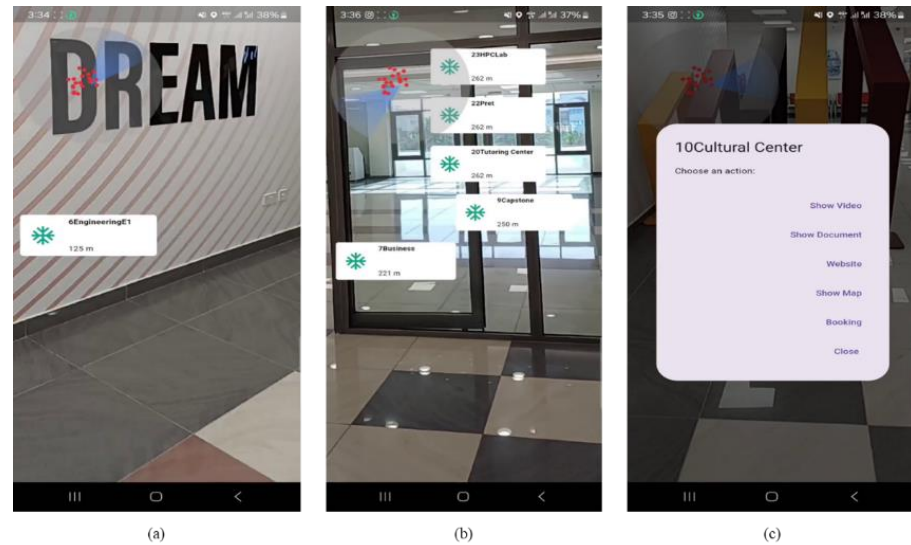 3:34
38%
DREAM
6EngineeringE1
125 m
(a)
3:36
37%
23HPCLab
262 m
22Pret
262 m
20Tutoring Center
262 m
9Capstone
250 m
7Business
221 m
(b)
3:35
38%
10Cultural Center
Choose an action:
Show Video
Show Document
Website
Show Map
Booking
Close
(c)